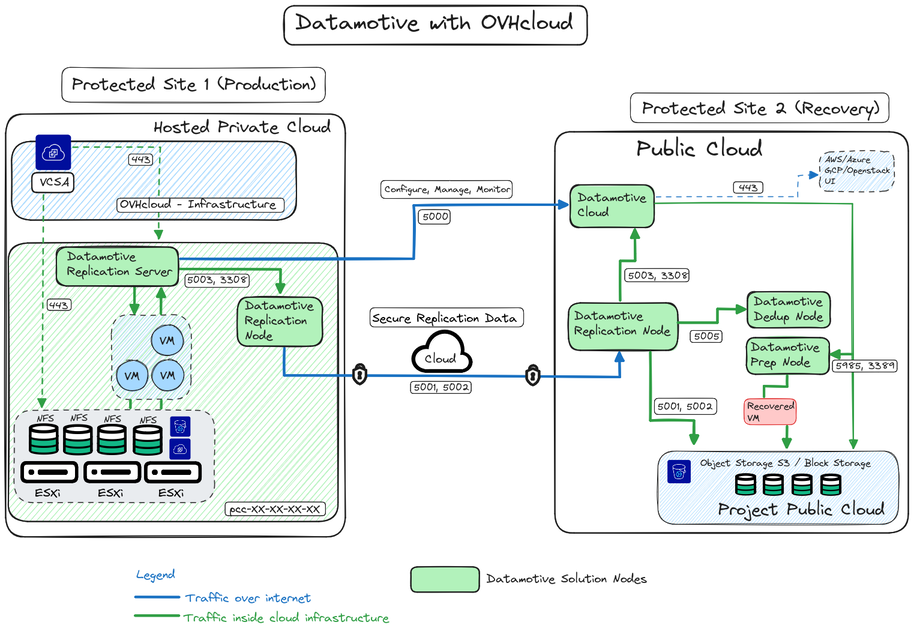 Datamotive with OVHcloud
Protected Site 1 (Production)
Protected Site 2 (Recovery)
Hosted Private Cloud
VCSA
443
OVHcloud - Infrastructure
443
Datamotive
Replication Server
5003, 3308
Datamotive
Replication
Node
VM
VM
VM
NFS
NFS
NFS
NFS
ESXi
ESXi
ESXi
pcc-XX-XX-XX-XX
Configure, Manage, Monitor
5000
Secure Replication Data
Cloud
5001, 5002
Public Cloud
AWS/Azure
GCP/Openstack
UI
443
Datamotive
Cloud
5003, 3308
Datamotive
Replication Node
5005
Datamotive
Dedup Node
Datamotive
Prep Node
5985, 3389
5001, 5002
Recovered
VM
Object Storage S3 / Block Storage
Project Public Cloud
Legend
Traffic over internet
Traffic inside cloud infrastructure
Datamotive Solution Nodes